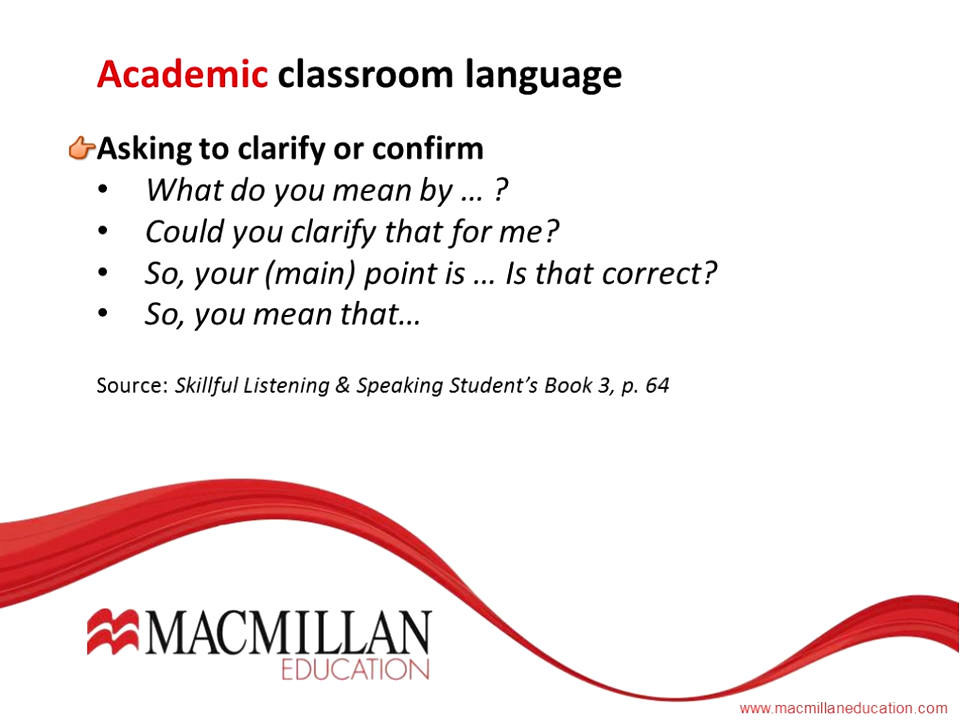 Academic classroom language
Asking to clarify or confirm
• What do you mean by … ?
• Could you clarify that for me?
• So, your (main) point is … Is that correct?
• So, you mean that…
Source: Skillful Listening & Speaking Student’s Book 3, p. 64
MACMILLAN
EDUCATION
www.macmillaneducation.com